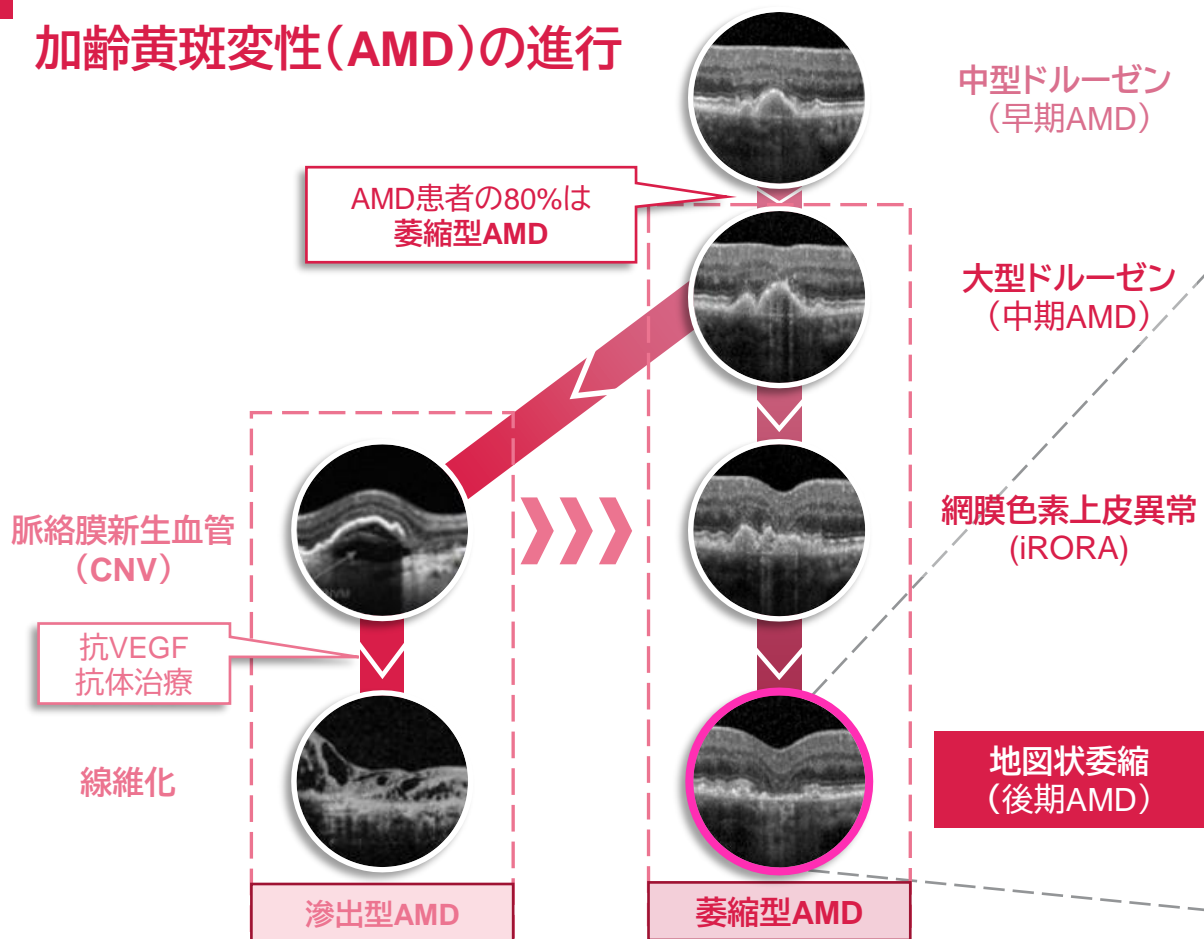 加齢黄斑変性（AMD）の進行
中型ドルーゼン
（早期AMD）
AMD患者の80%は
萎縮型AMD
大型ドルーゼン
（中期AMD）
脈絡膜新生血管
（CNV）
網膜色素上皮異常
(iRORA)
抗VEGF
抗体治療
線維化
地図状委縮
（後期AMD）
滲出型AMD
萎縮型AMD